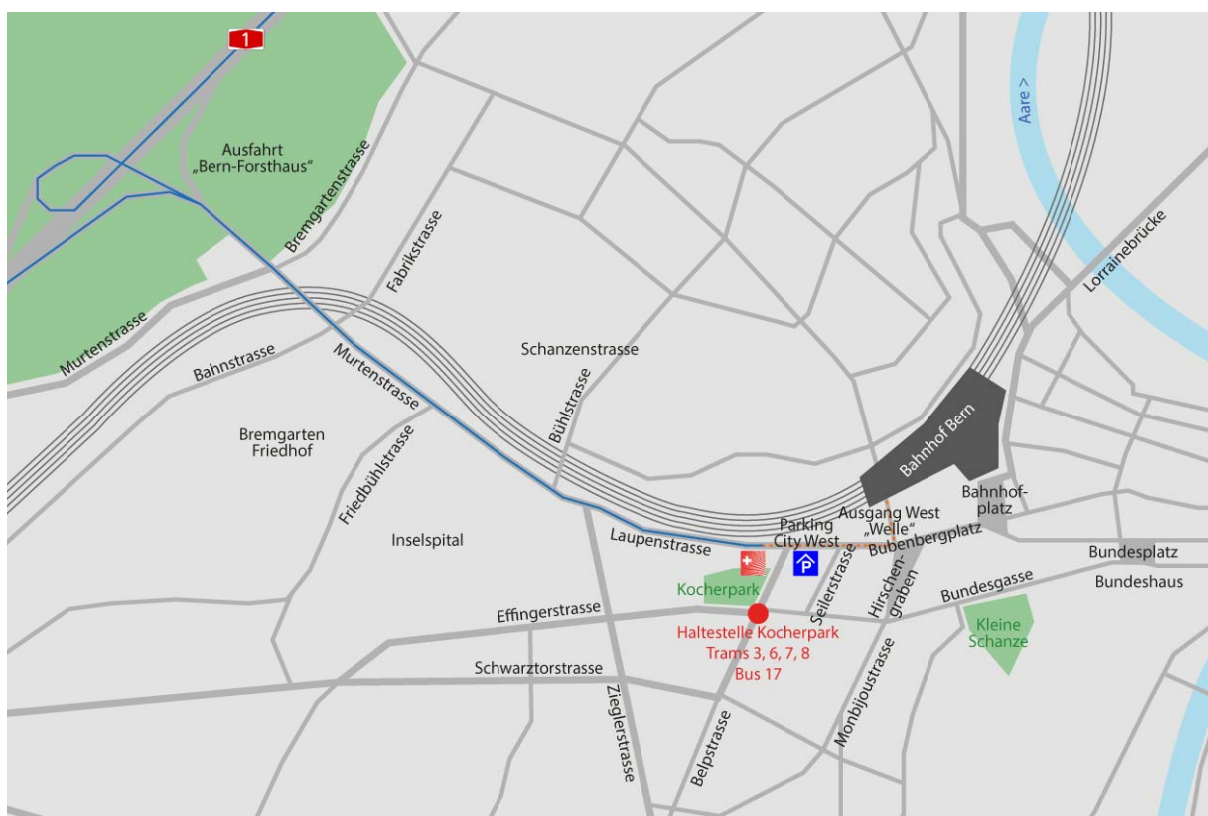 1
Ausfahrt
„Bern-Forsthaus“
Bremgartenstrasse
Fabrikstrasse
Aare >
Lorrainebrücke
Murtenstrasse
Bahnstrasse
Murtenstrasse
Schanzenstrasse
Bühlstrasse
Bremgarten
Friedhof
Friedbühlstrasse
Inselspital
Bahnhof Bern
Bahnhof-
platz
Ausgang West
„Welle“
Parking
City West
P
Laupenstrasse
Bubenbergplatz
Bundesplatz
Bundeshaus
Kocherpark
Seilerstrasse
Hirschen-
graben
Bundesgasse
Effingerstrasse
Haltestelle Kocherpark
Trams 3, 6, 7, 8
Bus 17
Kleine
Schanze
Schwarztorstrasse
Zieglerstrasse
Belpstrasse
Monbijoustrasse